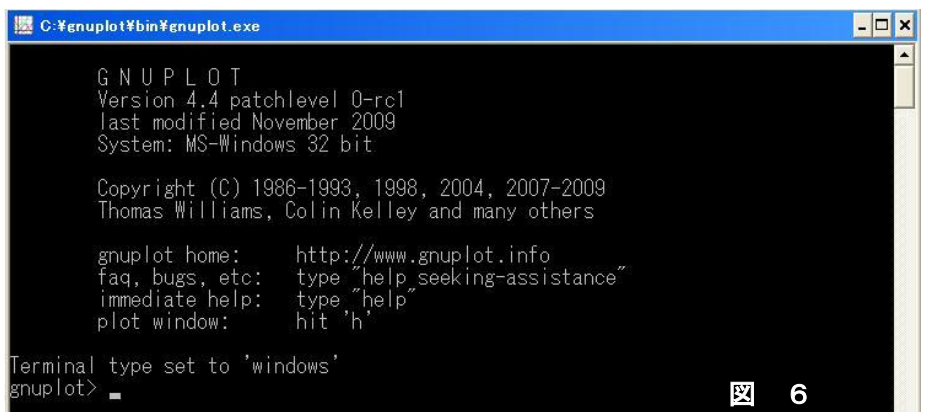 C:¥gnuplot¥bin¥gnuplot.exe
G N U P L O T
Version 4.4 patchlevel 0-rc1
last modified November 2009
System: MS-Windows 32 bit
Copyright (C) 1986-1993, 1998, 2004, 2007-2009
Thomas Williams, Colin Kelley and many others
gnuplot home: http://www.gnuplot.info
faq, bugs, etc: type "help seeking-assistance"
immediate help: type "help"
plot window: hit 'h'
Terminal type set to 'windows'
gnuplot>
図 6